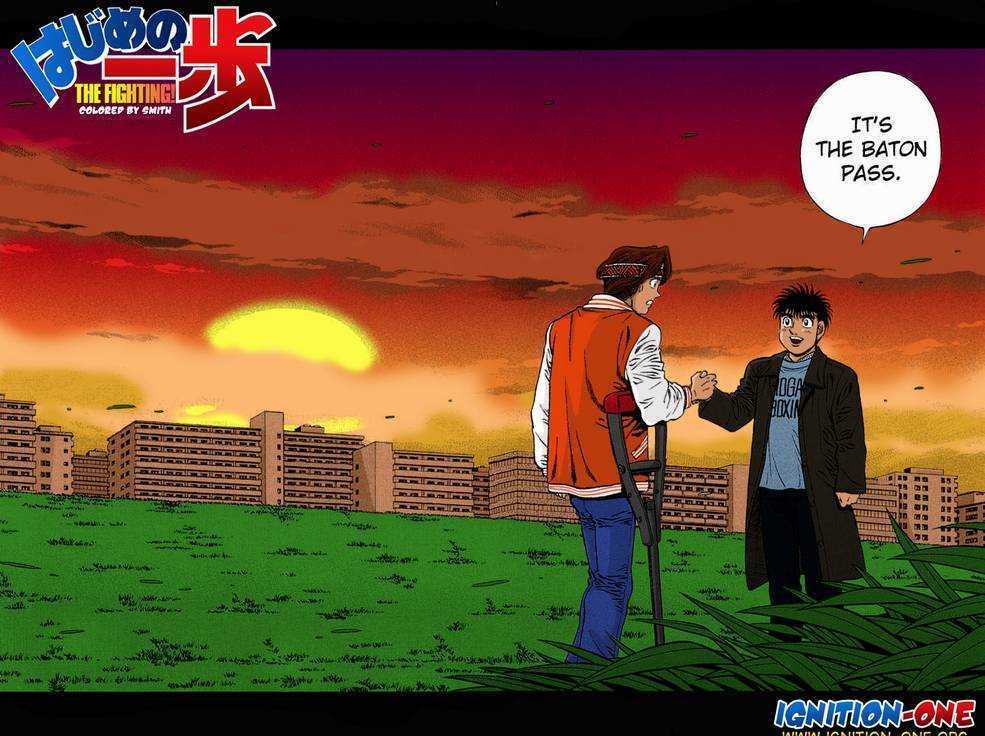 はじめの一歩
THE FIGHTING!
COLORED BY SMITH
IT'S
THE BATON
PASS.
BOXIN
IGNITION-ONE
WWW.IGNITION-ONE.ORG